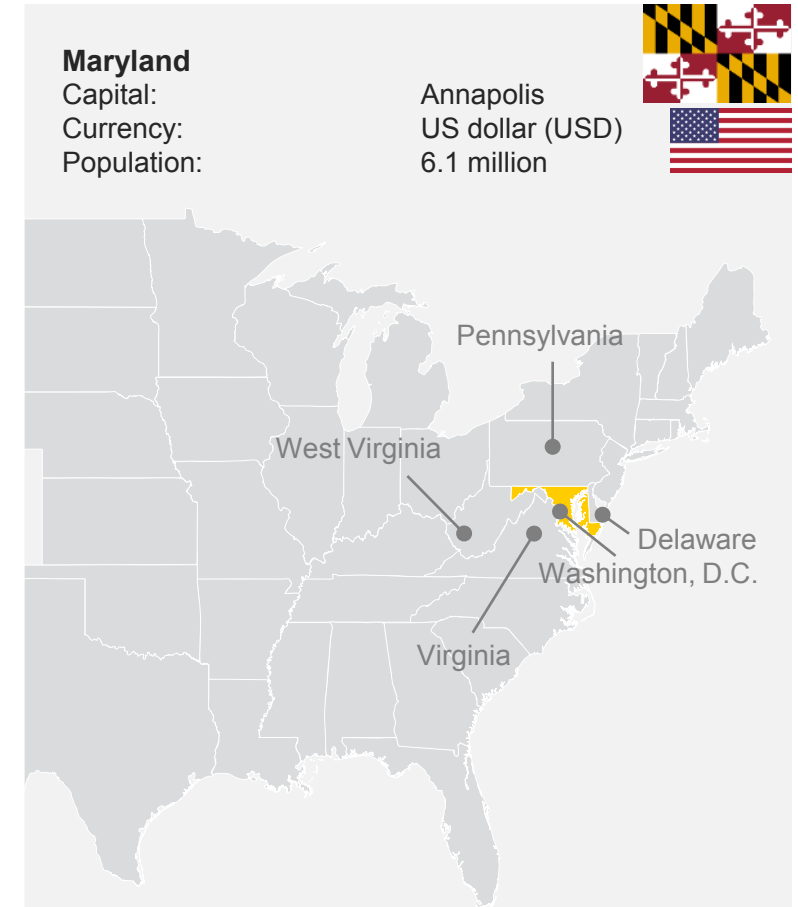 Maryland
Capital: Annapolis
Currency: US dollar (USD)
Population: 6.1 million
Pennsylvania
West Virginia
Delaware
Washington, D.C.
Virginia